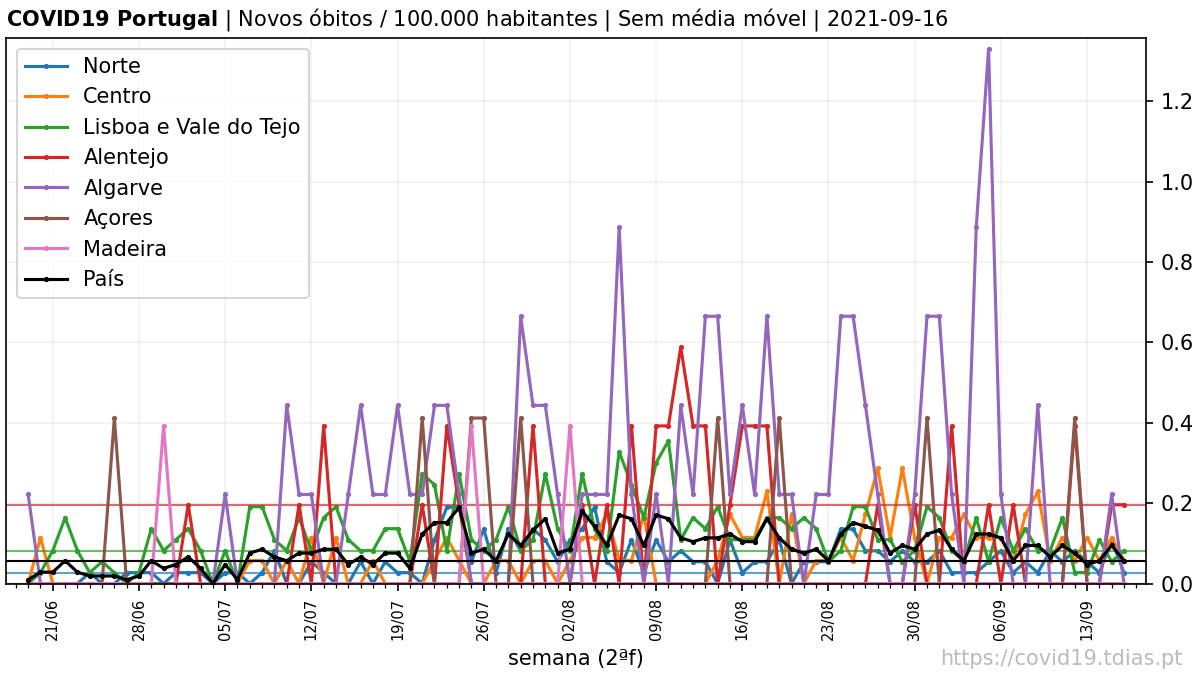 COVID19 Portugal | Novos óbitos / 100.000 habitantes | Sem média móvel | 2021-09-16
Norte
Centro
Lisboa e Vale do Tejo
Alentejo
Algarve
Açores
Madeira
País
1.2
1.0
0.8
0.6
0.4
0.2
0.0
21/06
28/06
05/07
12/07
19/07
26/07
02/08
09/08
16/08
23/08
30/08
06/09
13/09
semana (2ªf)
https://covid19.tdias.pt